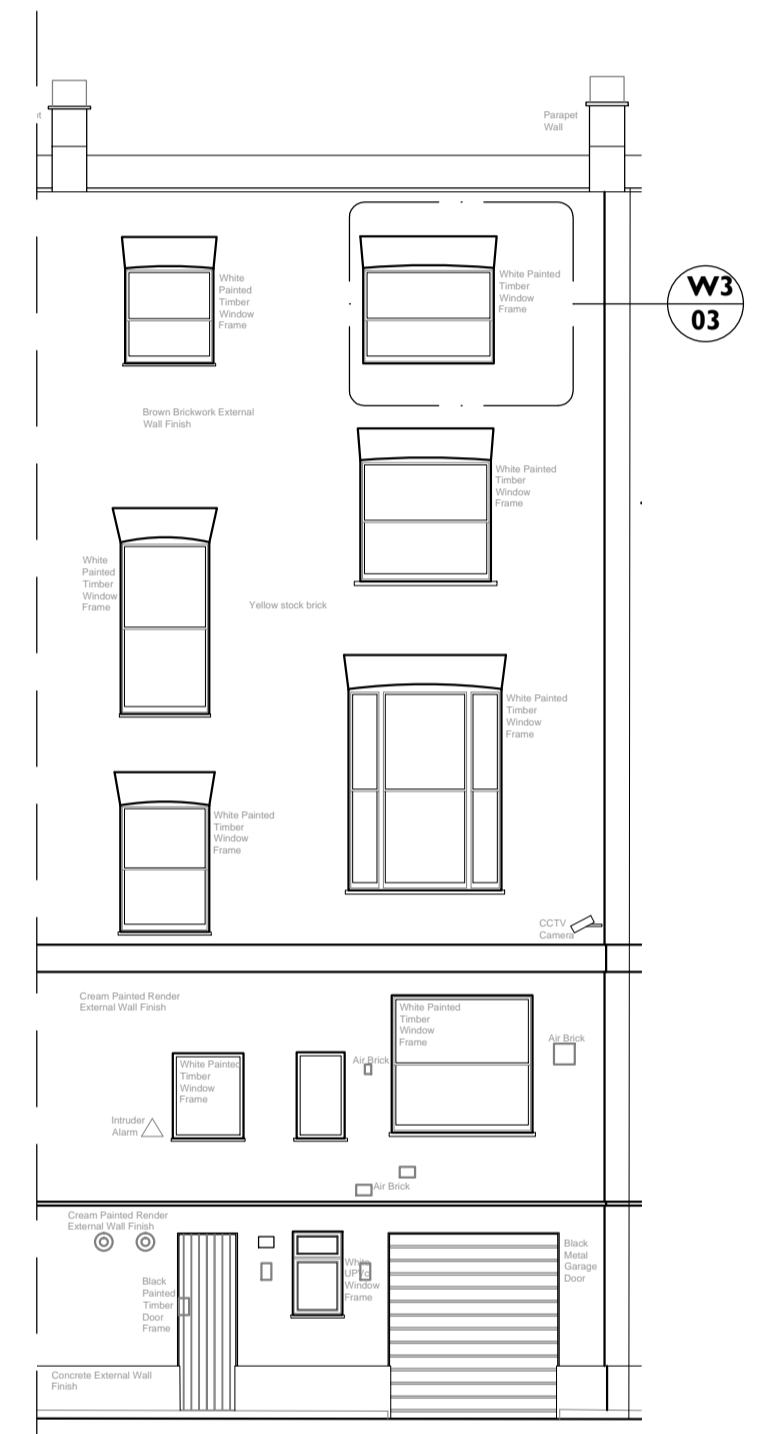 Parapet
Wall
White
Painted
Timber
Window
Frame
White Painted
Timber
Window
Frame
W3
03
Brown Brickwork External
Wall Finish
White Painted
Timber
Window
Frame
White
Painted
Timber
Window
Frame
Yellow stock brick
White Painted
Timber
Window
Frame
White Painted
Timber
Window
Frame
CCTV
Camera
Cream Painted Render
External Wall Finish
White Painted
Timber
Window
Frame
Air Brick
Air Brick
White Painted
Timber
Window
Frame
Intruder
Alarm
Air Brick
Cream Painted Render
External Wall Finish
White
UPVc
Window
Frame
Black
Metal
Garage
Door
Black
Painted
Timber
Door
Frame
Concrete External Wall
Finish